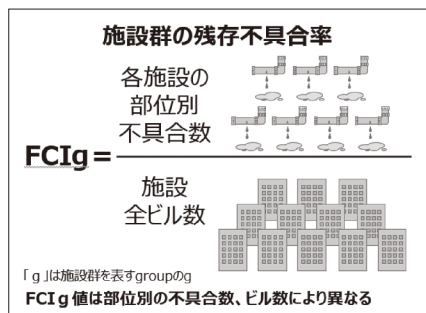 施設群の残存不具合率
各施設の
部位別
不具合数
FCIg=
施設
全ビル数
「g」は施設群を表すgroupのg
FCIg値は部位別の不具合数、ビル数により異なる